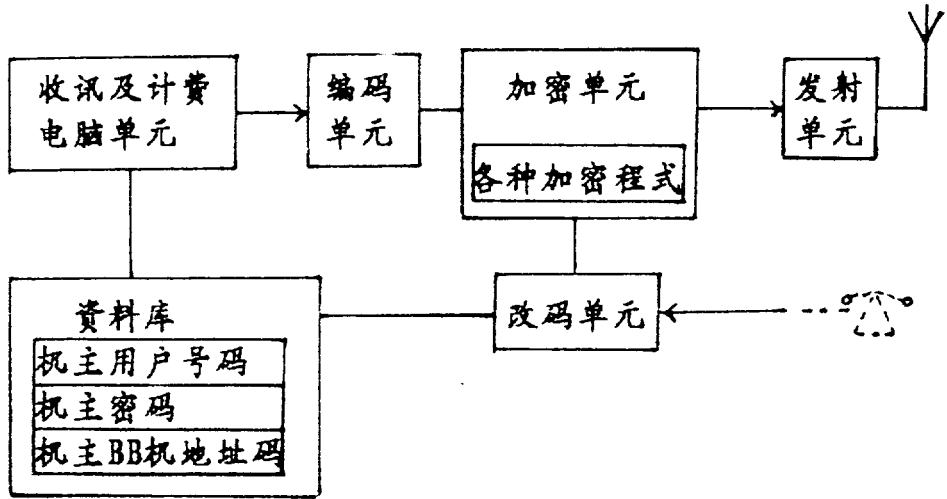 收讯及计费
电脑单元
编码
单元
加密单元
各种加密程式
发射
单元
资料库
机主用户号码
机主密码
机主BB机地址码
改码单元